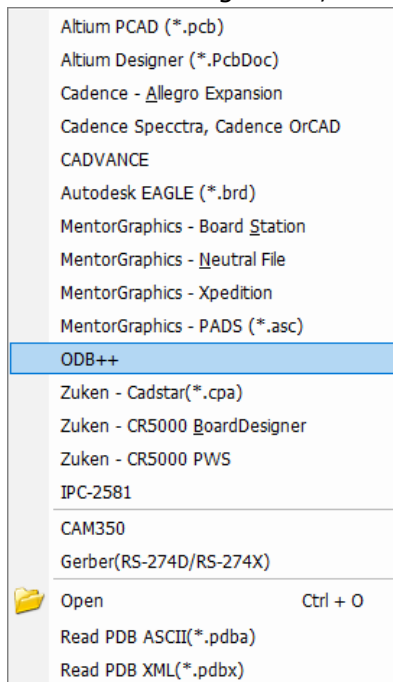 Altium PCAD (*.pcb)
Altium Designer (*.PcbDoc)
Cadence - Allegro Expansion
Cadence Specctra, Cadence OrCAD
CADVANCE
Autodesk EAGLE (*.brd)
MentorGraphics - Board Station
MentorGraphics - Neutral File
MentorGraphics - Xpedition
MentorGraphics - PADS (*.asc)
ODB++
Zuken - Cadstar(*.cpa)
Zuken - CR5000 BoardDesigner
Zuken - CR5000 PWS
IPC-2581
CAM350
Gerber(RS-274D/RS-274X)
Open Ctrl + O
Read PDB ASCII(*.pdba)
Read PDB XML(*.pdbx)